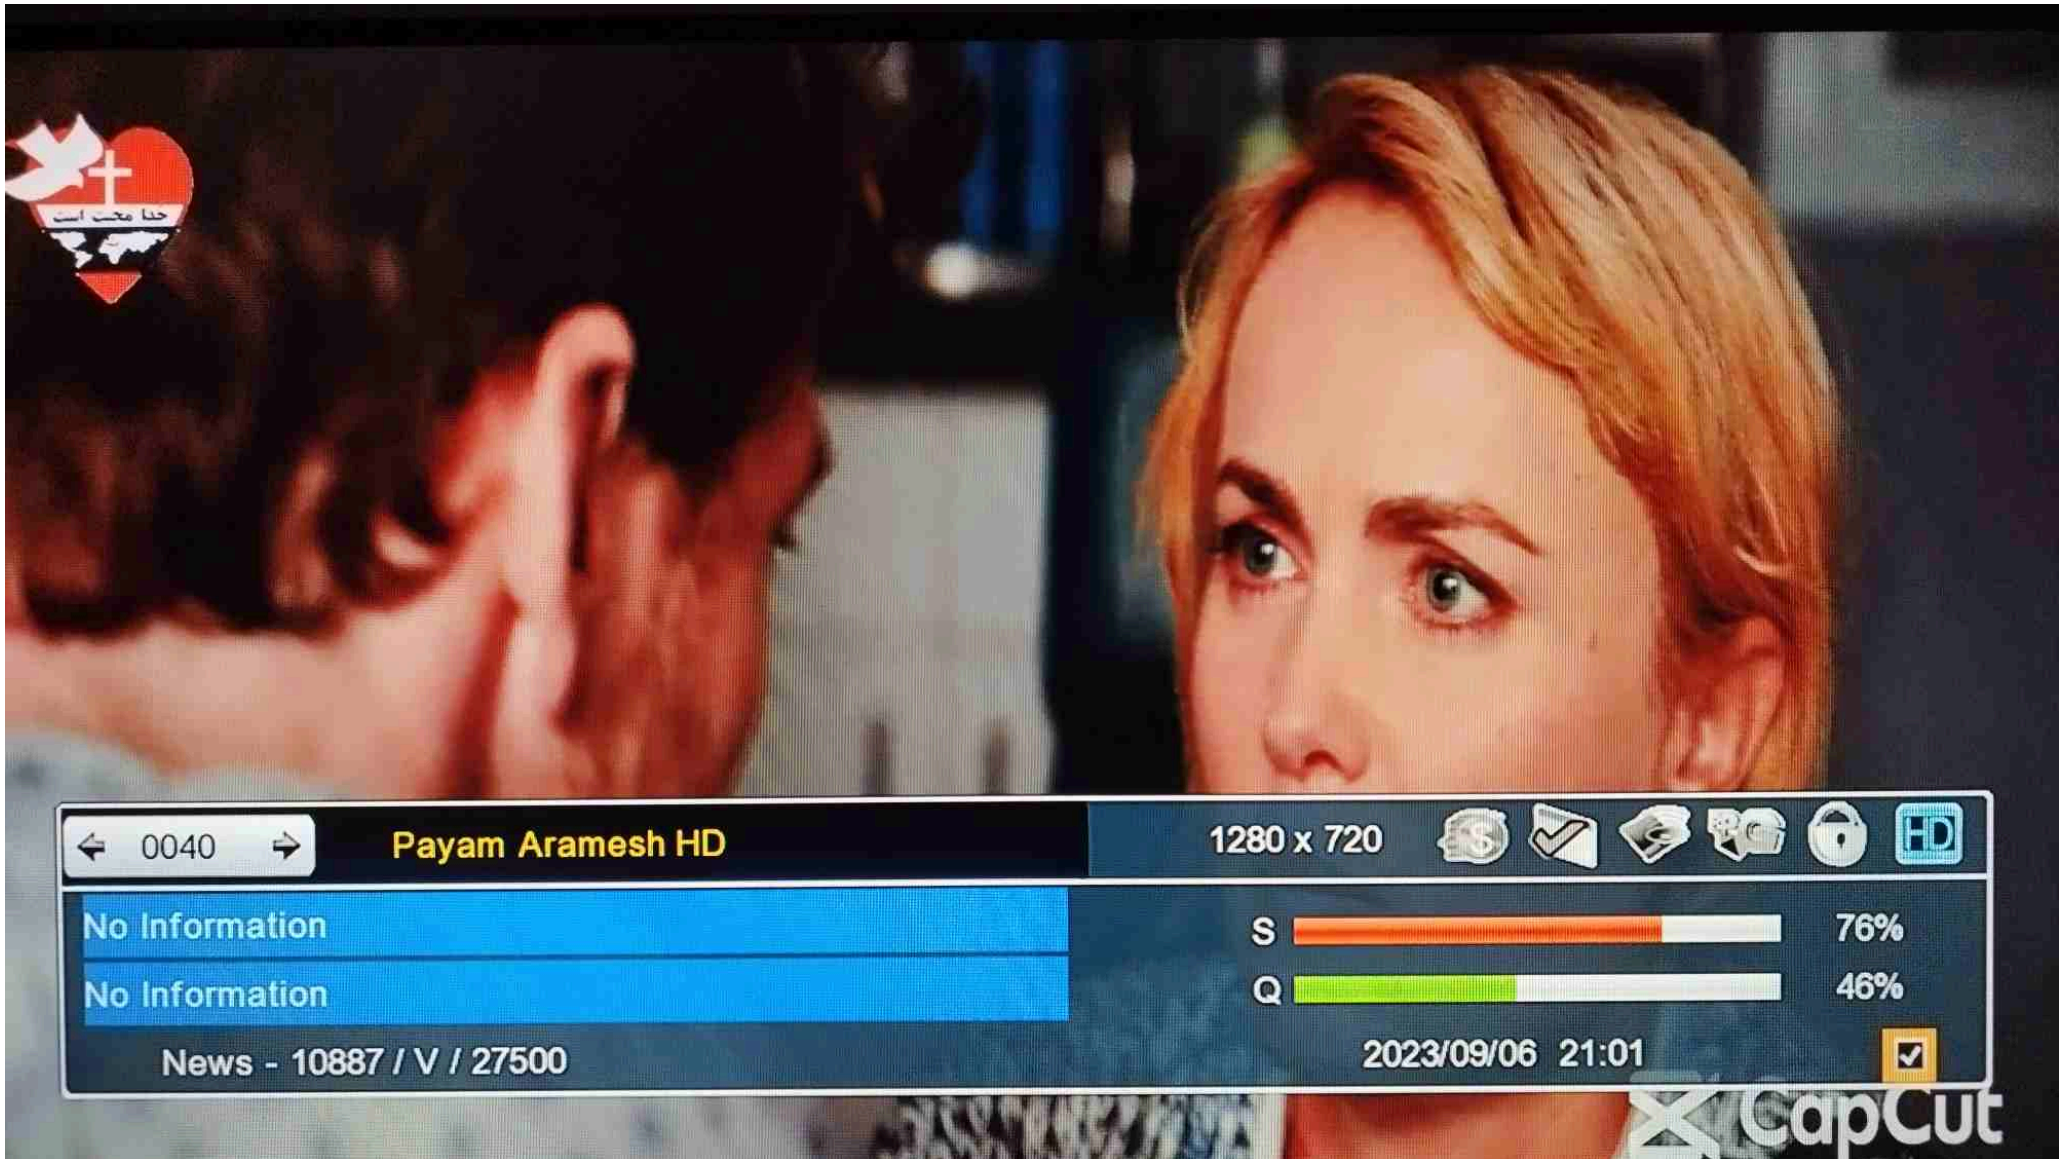 خدا محبت است
0040
Payam Aramesh HD
1280 x 720
HD
No Information
S 76%
No Information
Q 46%
News - 10887 / V / 27500
2023/09/06 21:01
CapCut